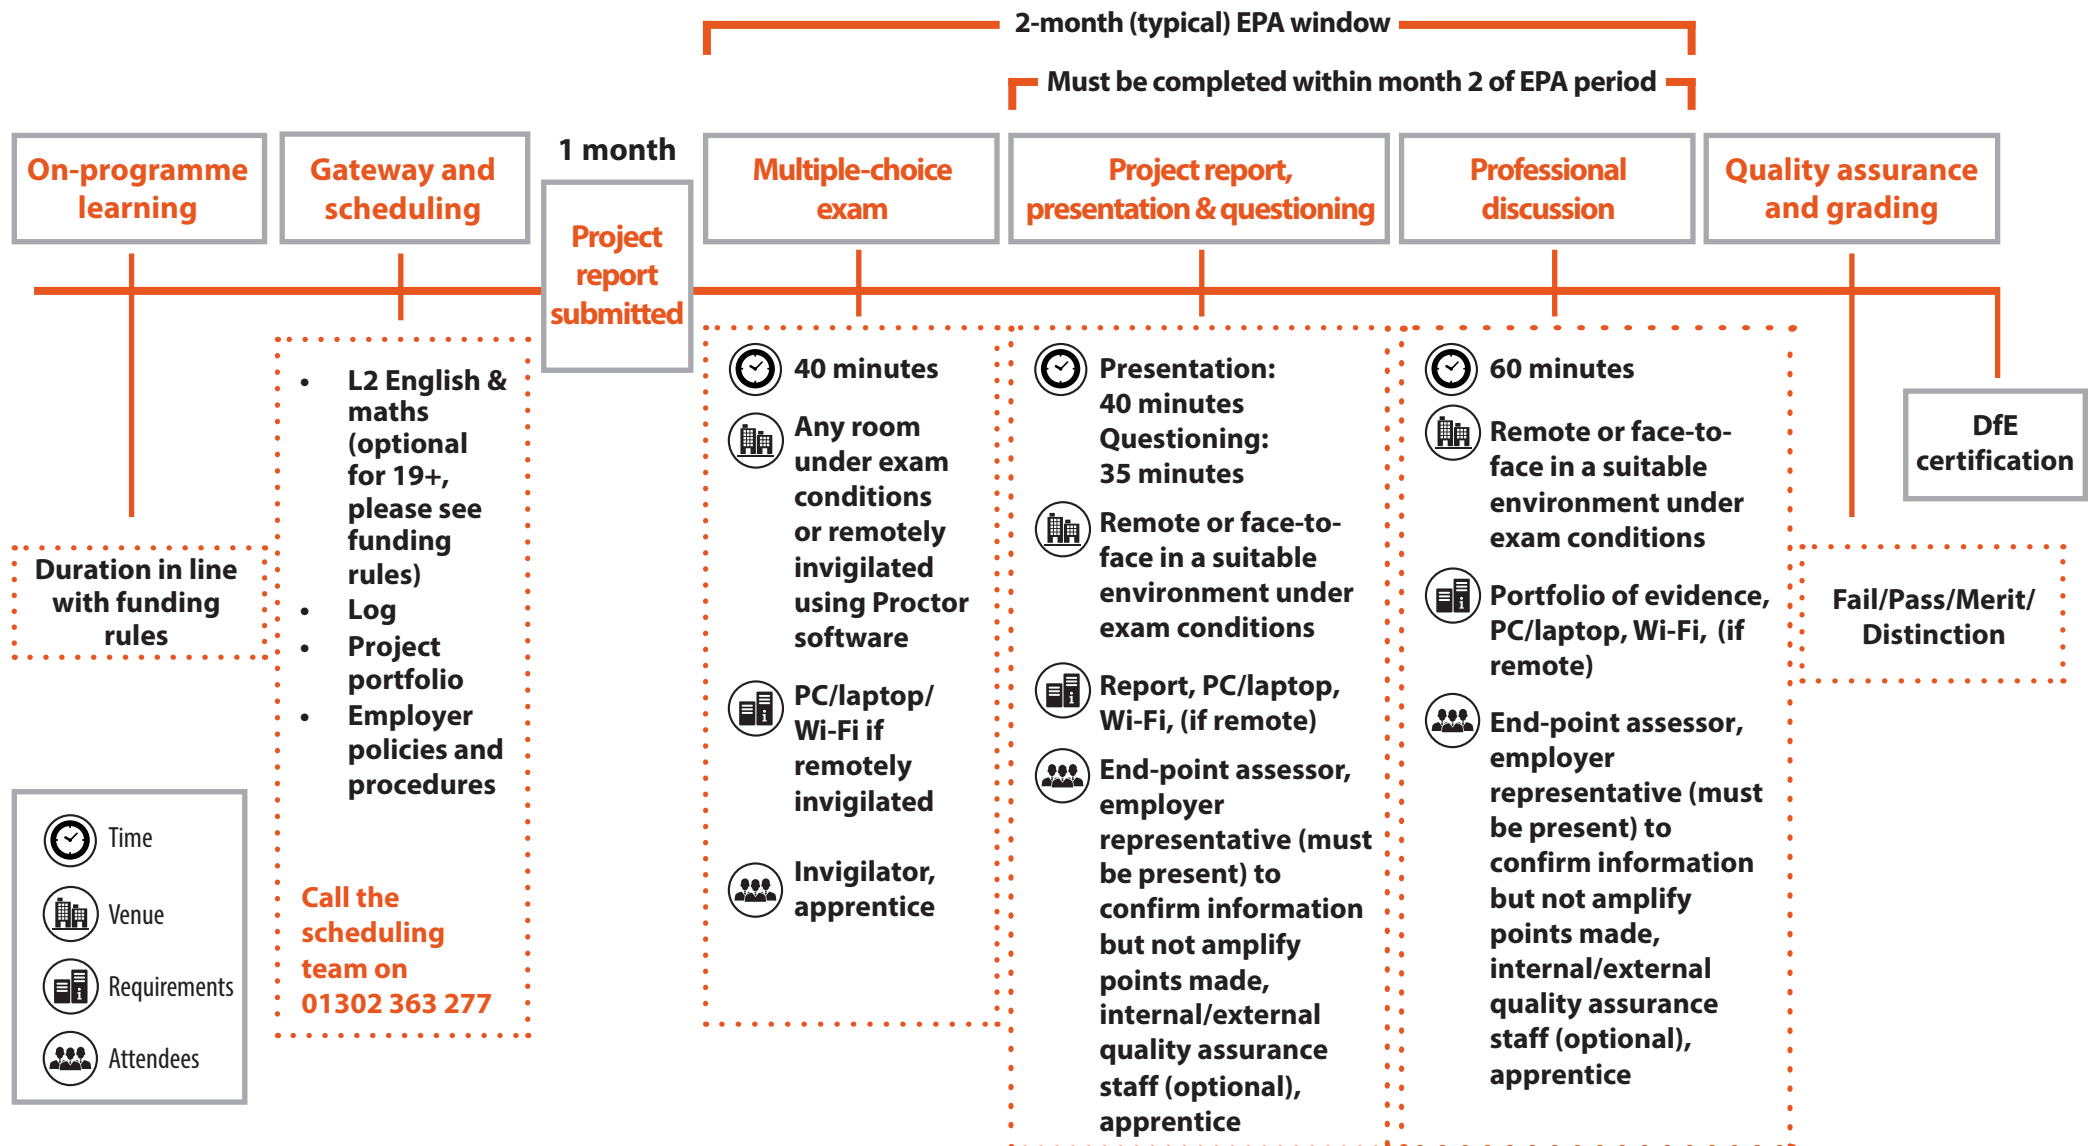 2-month (typical) EPA window
Must be completed within month 2 of EPA period
On-programme
learning
Gateway and
scheduling
1 month
Project
report
submitted
Multiple-choice
exam
Project report,
presentation & questioning
Professional
discussion
Quality assurance
and grading
Duration in line
with funding
rules
• L2 English &
maths
(optional
for 19+,
please see
funding
rules)
• Log
• Project
portfolio
• Employer
policies and
procedures
Call the
scheduling
team on
01302 363 277
40 minutes
Any room
under exam
conditions
or remotely
invigilated
using Proctor
software
PC/laptop/
Wi-Fi if
remotely
invigilated
Invigilator,
apprentice
Presentation:
40 minutes
Questioning:
35 minutes
Remote or face-to-
face in a suitable
environment under
exam conditions
Report, PC/laptop,
Wi-Fi, (if remote)
End-point assessor,
employer
representative (must
be present) to
confirm information
but not amplify
points made,
internal/external
quality assurance
staff (optional),
apprentice
60 minutes
Remote or face-to-
face in a suitable
environment under
exam conditions
Portfolio of evidence,
PC/laptop, Wi-Fi, (if
remote)
End-point assessor,
employer
representative (must
be present) to
confirm information
but not amplify
points made,
internal/external
quality assurance
staff (optional),
apprentice
Fail/Pass/Merit/
Distinction
DfE
certification
Time
Venue
Requirements
Attendees